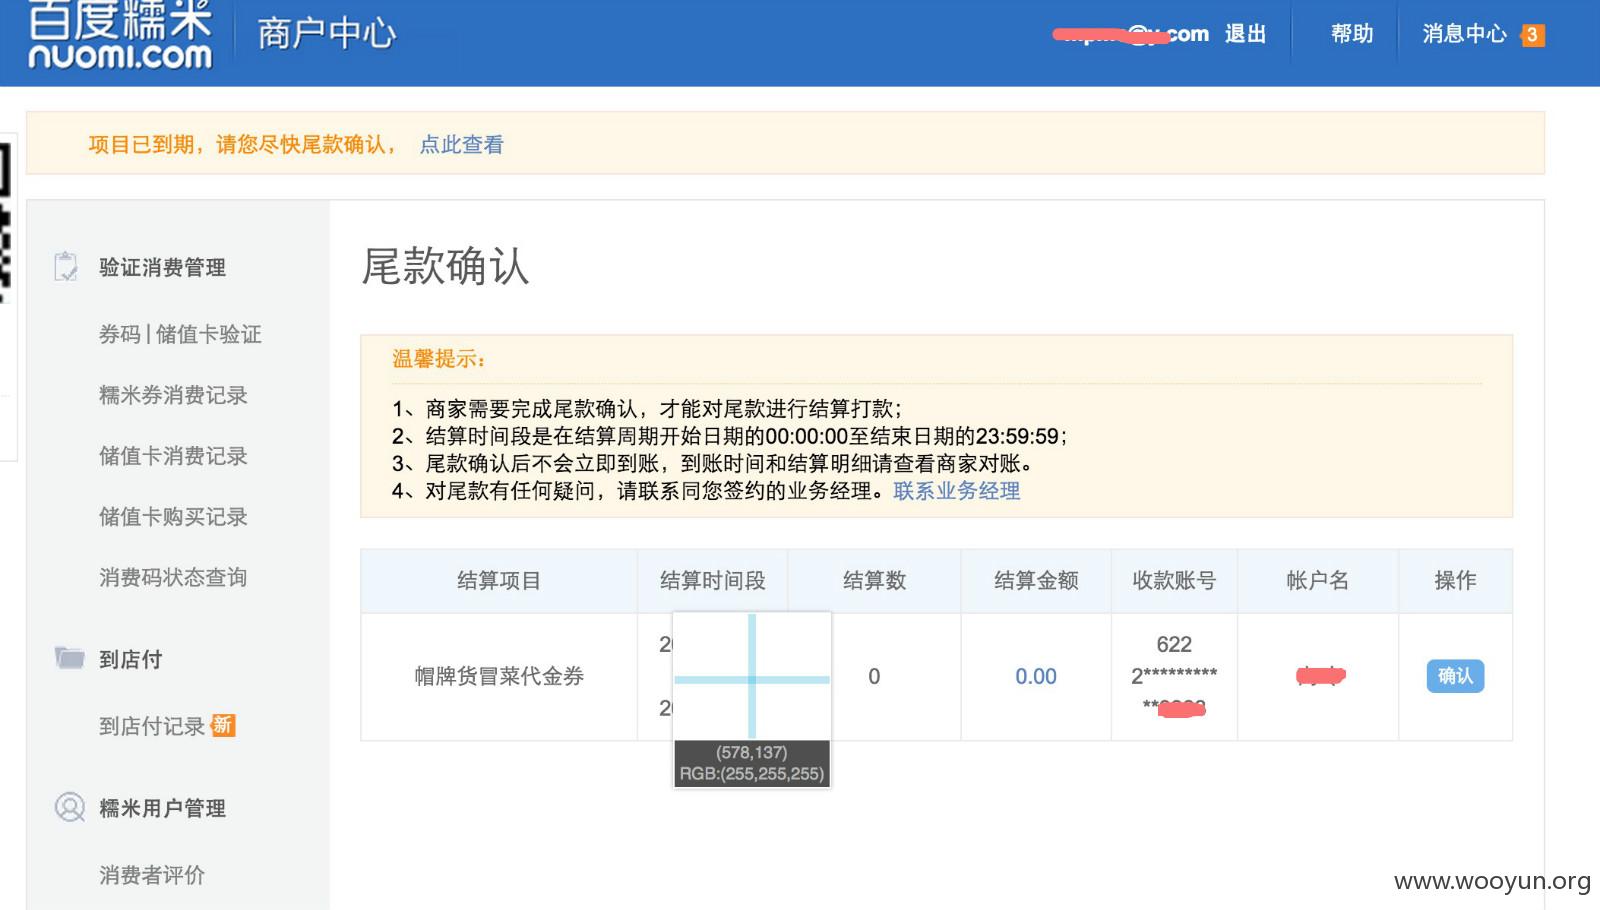 百度糯米
nuomi.com
商户中心
.com 退出
帮助
消息中心 3
项目已到期，请您尽快尾款确认， 点此查看
验证消费管理
券码|储值卡验证
糯米券消费记录
储值卡消费记录
储值卡购买记录
消费码状态查询
到店付
到店付记录 新
糯米用户管理
消费者评价
尾款确认
温馨提示：
1、商家需要完成尾款确认，才能对尾款进行结算打款；
2、结算时间段是在结算周期开始日期的00:00:00至结束日期的23:59:59；
3、尾款确认后不会立即到账，到账时间和结算明细请查看商家对账。
4、对尾款有任何疑问，请联系同您签约的业务经理。联系业务经理
结算项目 结算时间段 结算数 结算金额 收款账号 帐户名 操作
帽牌货冒菜代金券 0 0.00 确认
622
2*********
**
(578,137)
RGB:(255,255,255)
www.wooyun.org